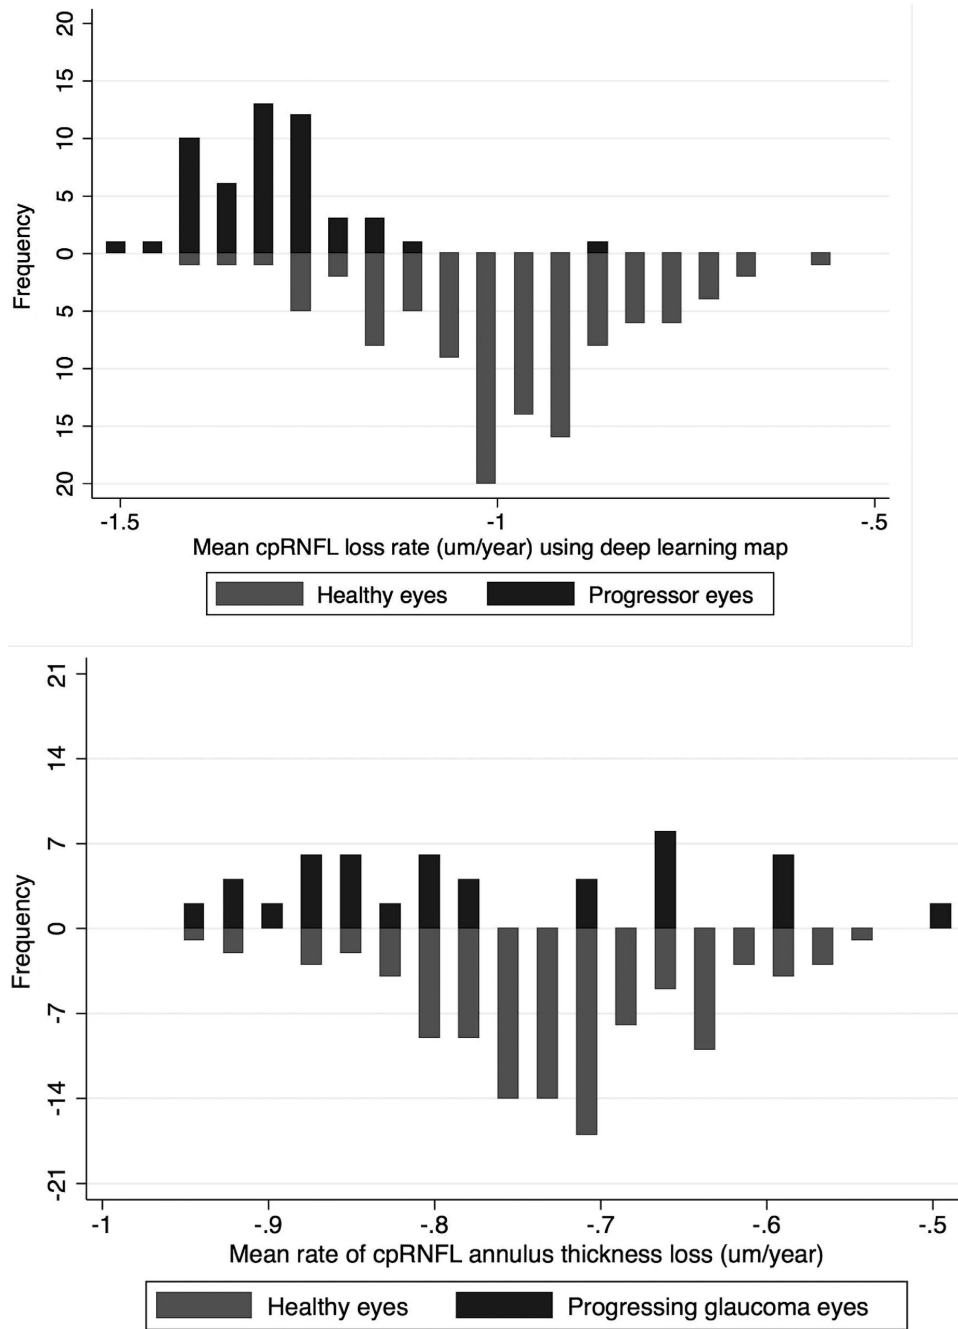 20
15
10
5
0
5
10
15
20
Frequency
-1.5 -1 -.5
Mean cpRNFL loss rate (um/year) using deep learning map
Healthy eyes Progressor eyes
21
14
7
0
-7
-14
-21
Frequency
-1 -.9 -.8 -.7 -.6 -.5
Mean rate of cpRNFL annulus thickness loss (um/year)
Healthy eyes Progressing glaucoma eyes